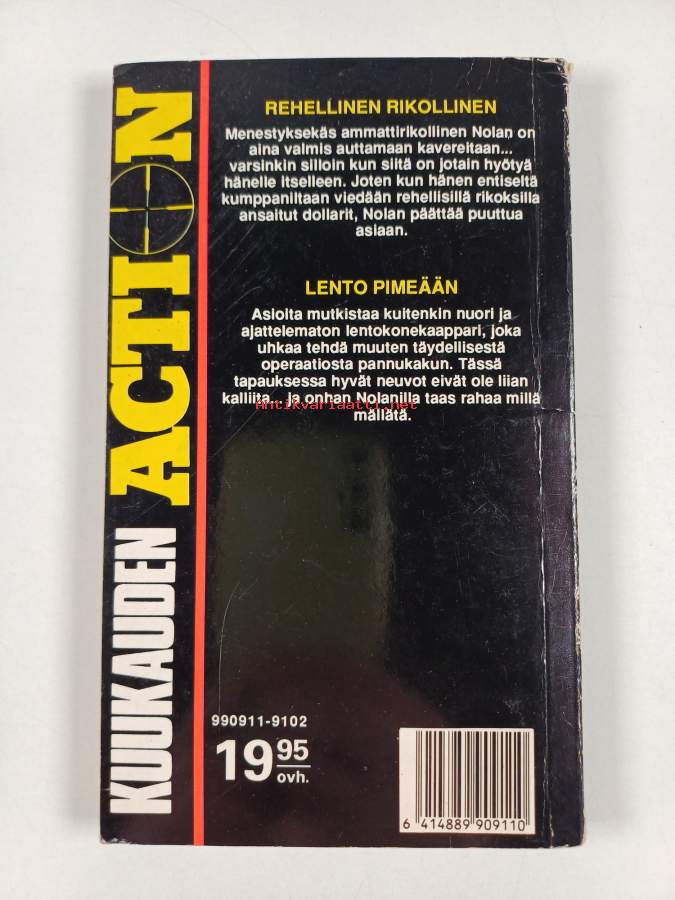 KUUKAUDEN ACTION
REHELLINEN RIKOLLINEN
Menestyksekäs ammattirikollinen Nolan on
aina valmis auttamaan kavereitaan...
varsinkin silloin kun siitä on jotain hyötyä
hänelle itselleen. Joten kun hänen entiseltä
kumppaniltaan viedään rehellisillä rikoksilla
ansaitut dollarit, Nolan päättää puuttua
asiaan.
LENTO PIMEÄÄN
Asioita mutkistaa kuitenkin nuori ja
ajattelematon lentokonekaappari, joka
uhkaa tehdä muuten täydellisestä
operaatiosta pannukakun. Tässä
tapauksessa hyvät neuvot eivät ole liian
kalliita... ja onhan Nolanilla taas rahaa millä
mällätä.
Antikvariaatti.net
990911-9102
19 95
ovh.
6 414889 909110